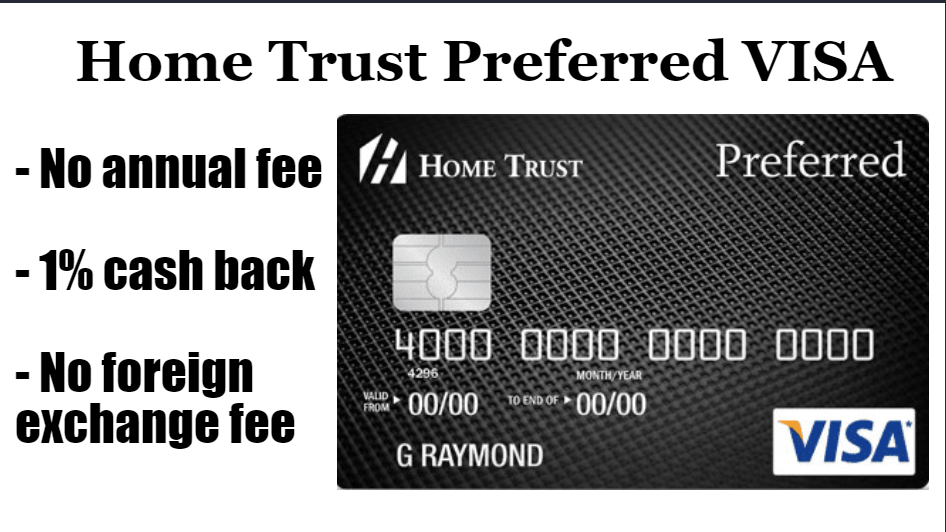 Home Trust Preferred VISA
- No annual fee
- 1% cash back
- No foreign
exchange fee
HOME TRUST
Preferred
4000 0000 0000 0000
4296
MONTH/YEAR
VALID
FROM
00/00
TO END OF
00/00
G RAYMOND
VISA